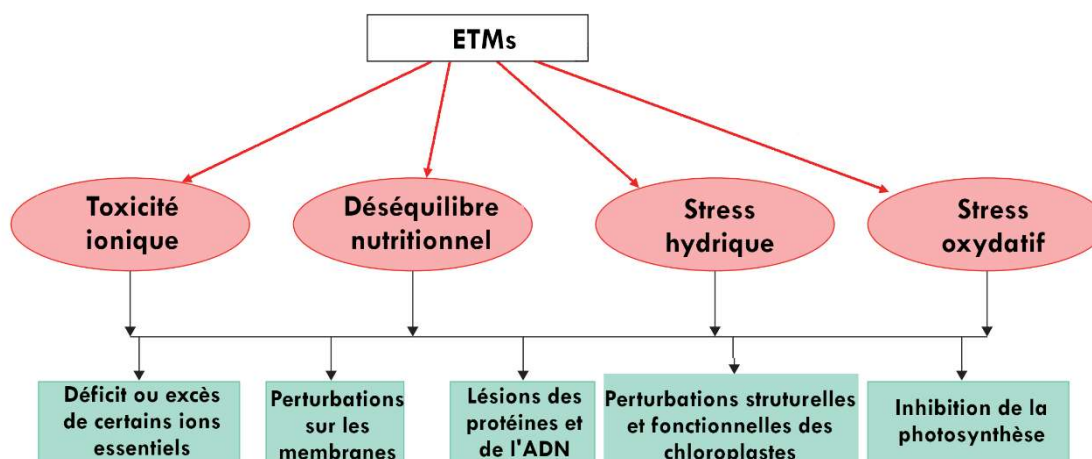 ETMs
Toxicité
ionique
Déséquilibre
nutritionnel
Stress
hydrique
Stress
oxydatif
Déficit ou excès
de certains ions
essentiels
Perturbations
sur les
membranes
Lésions des
protéines et
de l'ADN
Perturbations struturelles
et fonctionnelles des
chloroplastes
Inhibition de la
photosynthèse